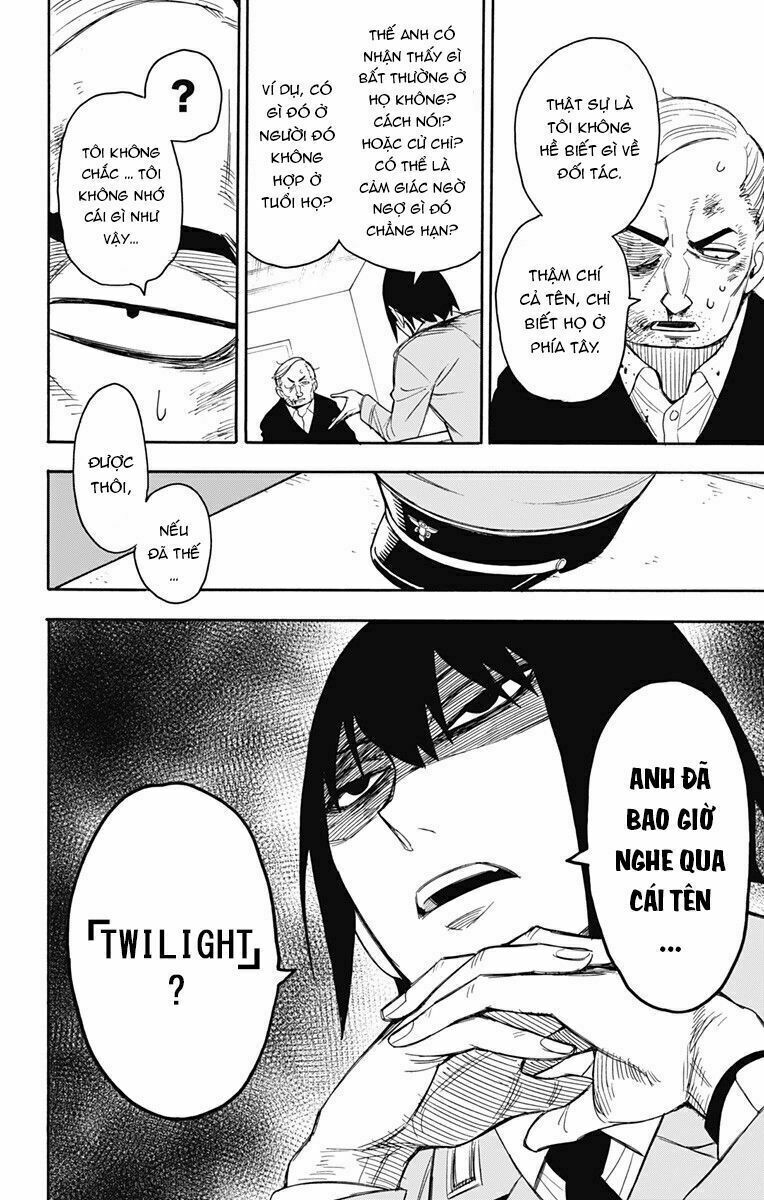 THẬT SỰ LÀ
TÔI KHÔNG
HỀ BIẾT GÌ VỀ
ĐỐI TÁC.
THẬM CHÍ
CẢ TÊN, CHỈ
BIẾT HỌ Ở
PHÍA TÂY.
THẾ ANH CÓ
NHẬN THẤY GÌ
BẤT THƯỜNG Ở
HỌ KHÔNG?
CÁCH NÓI?
HOẶC CỬ CHỈ?
CÓ THỂ LÀ
CẢM GIÁC NGỜ
NGỢ GÌ ĐÓ
CHẲNG HẠN?
VÍ DỤ, CÓ
GÌ ĐÓ Ở
NGƯỜI ĐÓ
KHÔNG
HỢP Ở
TUỔI HỌ?
?
TÔI KHÔNG
CHẮC ... TÔI
KHÔNG NHỚ
CÁI GÌ NHƯ
VẬY...
ĐƯỢC
THÔI,
NẾU
ĐÃ THẾ
...
ANH ĐÃ
BAO GIỜ
NGHE QUA
CÁI TÊN
...
「TWILIGHT」
?